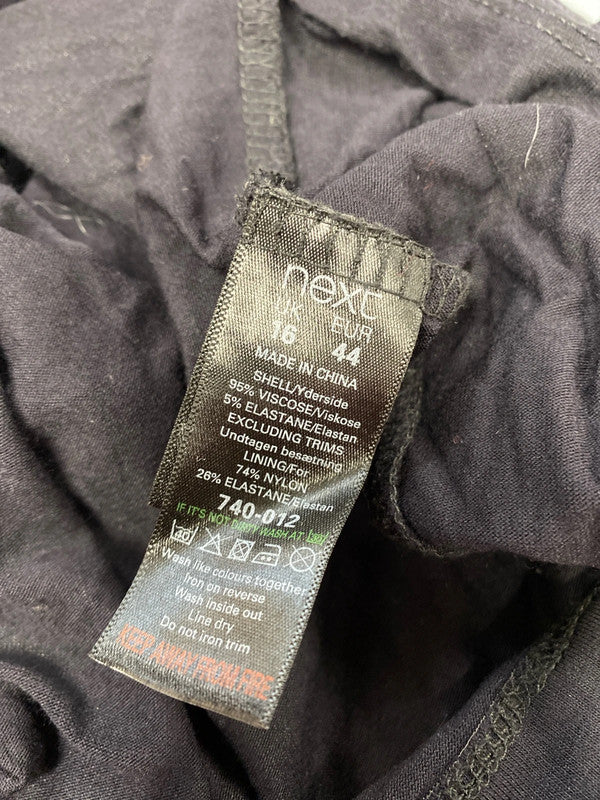 next
UK EUR
16 44
MADE IN CHINA
SHELL/Yderside
95% VISCOSE/Viskose
5% ELASTANE/Elastan
EXCLUDING TRIMS
Undtagen besætning
LINING/For
74% NYLON
26% ELASTANE/Elastan
740-012
IF IT'S NOT DIRTY WASH AT 30°
40
Wash like colours together
Iron on reverse
Wash inside out
Line dry
Do not iron trim
KEEP AWAY FROM FIRE